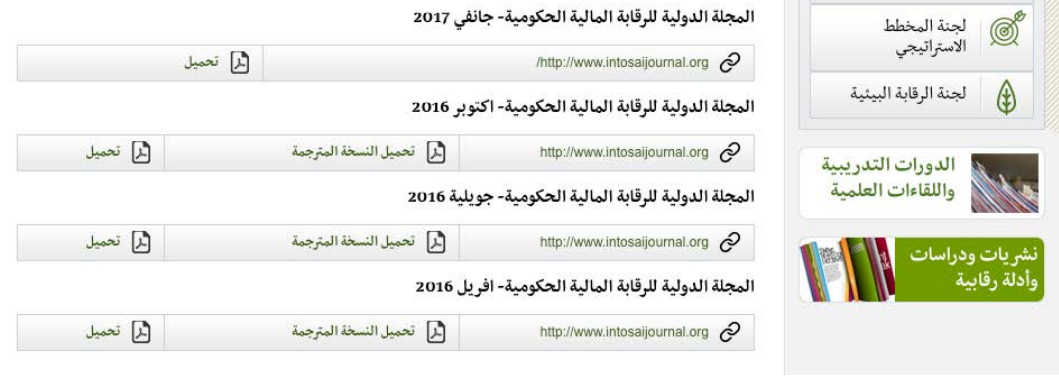 المجلة الدولية للرقابة المالية الحكومية- جانفي 2017
http://www.intosaijournal.org/ تحميل
المجلة الدولية للرقابة المالية الحكومية- اكتوبر 2016
http://www.intosaijournal.org تحميل النسخة المترجمة تحميل
المجلة الدولية للرقابة المالية الحكومية- جويلية 2016
http://www.intosaijournal.org تحميل النسخة المترجمة تحميل
المجلة الدولية للرقابة المالية الحكومية- افريل 2016
http://www.intosaijournal.org تحميل النسخة المترجمة تحميل
لجنة المخطط
الاستراتيجي
لجنة الرقابة البيئية
الدورات التدريبية
واللقاءات العلمية
نشريات ودراسات
وأدلة رقابية